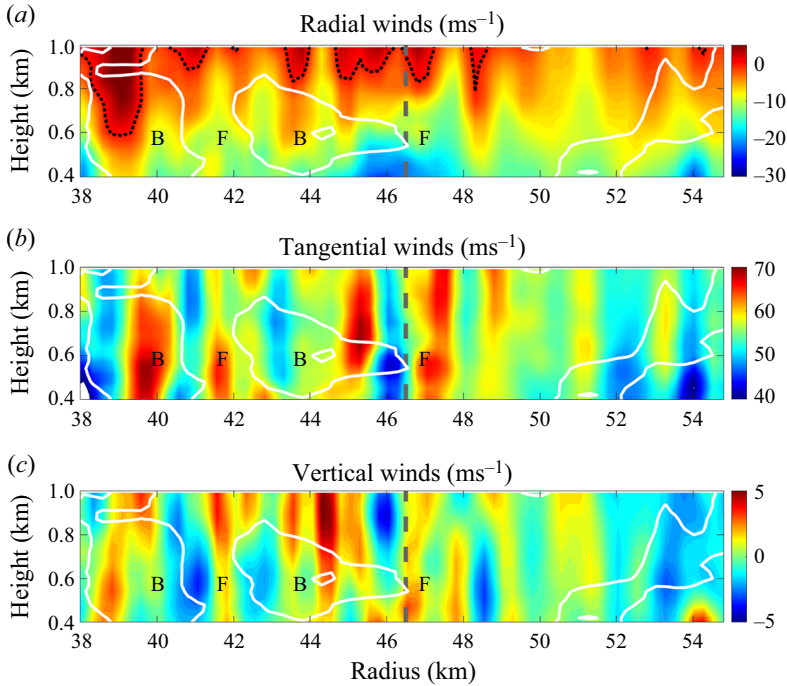 (a) Radial winds (ms–1)
1.0
0.8
0.6
0.4
Height (km)
B F B F
38 40 42 44 46 48 50 52 54
0
–10
–20
–30
(b) Tangential winds (ms–1)
1.0
0.8
0.6
0.4
Height (km)
B F B F
38 40 42 44 46 48 50 52 54
70
60
50
40
(c) Vertical winds (ms–1)
1.0
0.8
0.6
0.4
Height (km)
B F B F
38 40 42 44 46 48 50 52 54
5
0
–5
Radius (km)